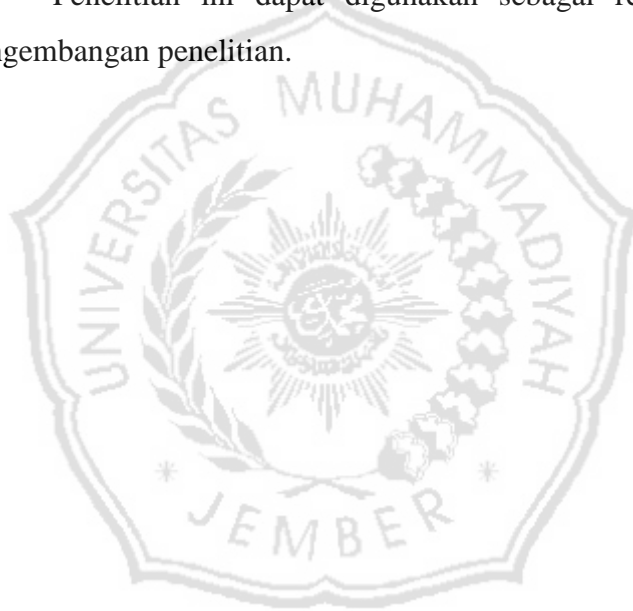 Penelitian ini dapat digunakan sebagai
ngembangan penelitian.
UNIVERSITAS MUHAMMADIYAH
JEMBER